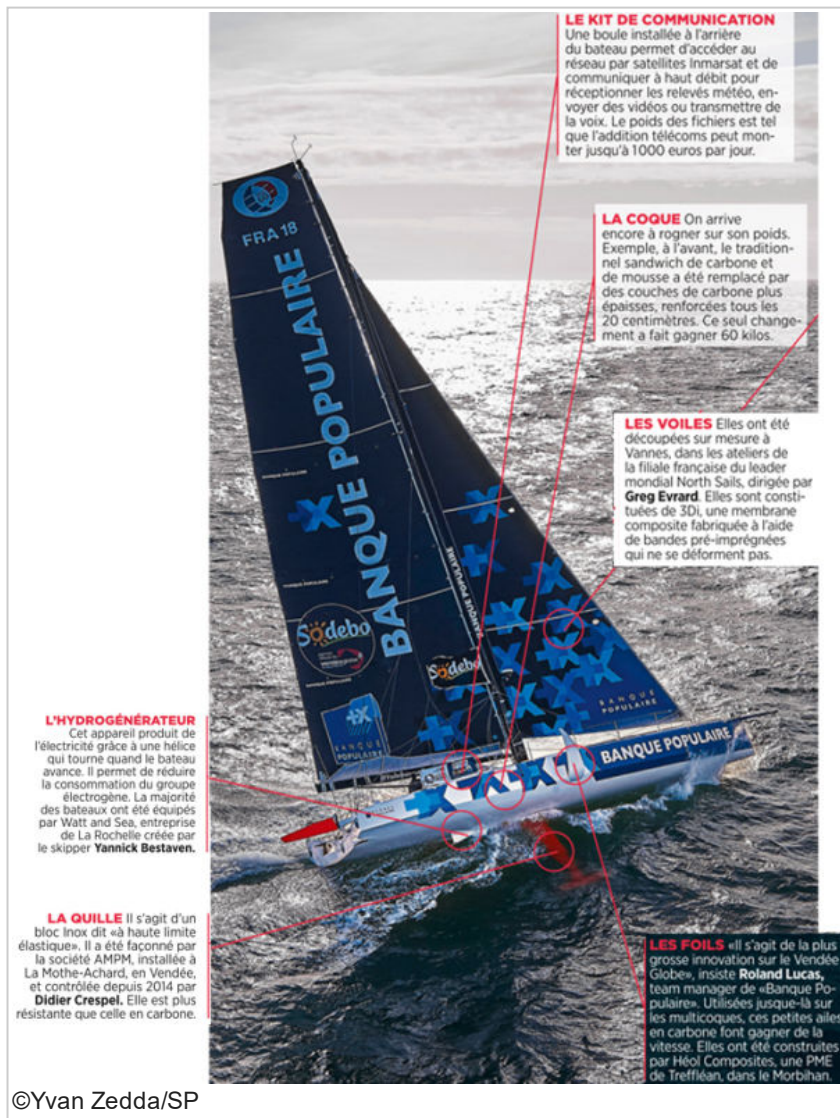 LE KIT DE COMMUNICATION
Une boule installée à l'arrière
du bateau permet d'accéder au
réseau par satellites Inmarsat et de
communiquer à haut débit pour
réceptionner les relevés météo, en-
voyer des vidéos ou transmettre de
la voix. Le poids des fichiers est tel
que l'addition télécoms peut mon-
ter jusqu'à 1000 euros par jour.
LA COQUE On arrive
encore à rogner sur son poids.
Exemple, à l'avant, le tradition-
nel sandwich de carbone et
de mousse a été remplacé par
des couches de carbone plus
épaisses, renforcées tous les
20 centimètres. Ce seul change-
ment a fait gagner 60 kilos.
LES VOILES Elles ont été
découpées sur mesure à
Vannes, dans les ateliers de
la filiale française du leader
mondial North Sails, dirigée par
Greg Evrard. Elles sont consti-
tuées de 3Di, une membrane
composite fabriquée à l'aide
de bandes pré-imprégnées
qui ne se déforment pas.
FRA 18
BANQUE POPULAIRE
BANQUE POPULAIRE
BANQUE POPULAIRE
BANQUE POPULAIRE
BANQUE POPULAIRE
Sodebo
Sodebo
BANQUE
POPULAIRE
BANQUE
POPULAIRE
BANQUE POPULAIRE
L'HYDROGÉNÉRATEUR
Cet appareil produit de
l'électricité grâce à une hélice
qui tourne quand le bateau
avance. Il permet de réduire
la consommation du groupe
électrogène. La majorité
des bateaux ont été équipés
par Watt and Sea, entreprise
de La Rochelle créée par
le skipper Yannick Bestaven.
LA QUILLE Il s'agit d'un
bloc Inox dit «à haute limite
élastique». Il a été façonné par
la société AMPM, installée à
La Mothe-Achard, en Vendée,
et contrôlée depuis 2014 par
Didier Crespel. Elle est plus
résistante que celle en carbone.
LES FOILS «Il s'agit de la plus
grosse innovation sur le Vendée
Globe», insiste Roland Lucas,
team manager de «Banque Po-
pulaire». Utilisées jusque-là sur
les multicoques, ces petites ailes
en carbone font gagner de la
vitesse. Elles ont été construites
par Héol Composites, une PME
de Treffléan, dans le Morbihan.
©Yvan Zedda/SP